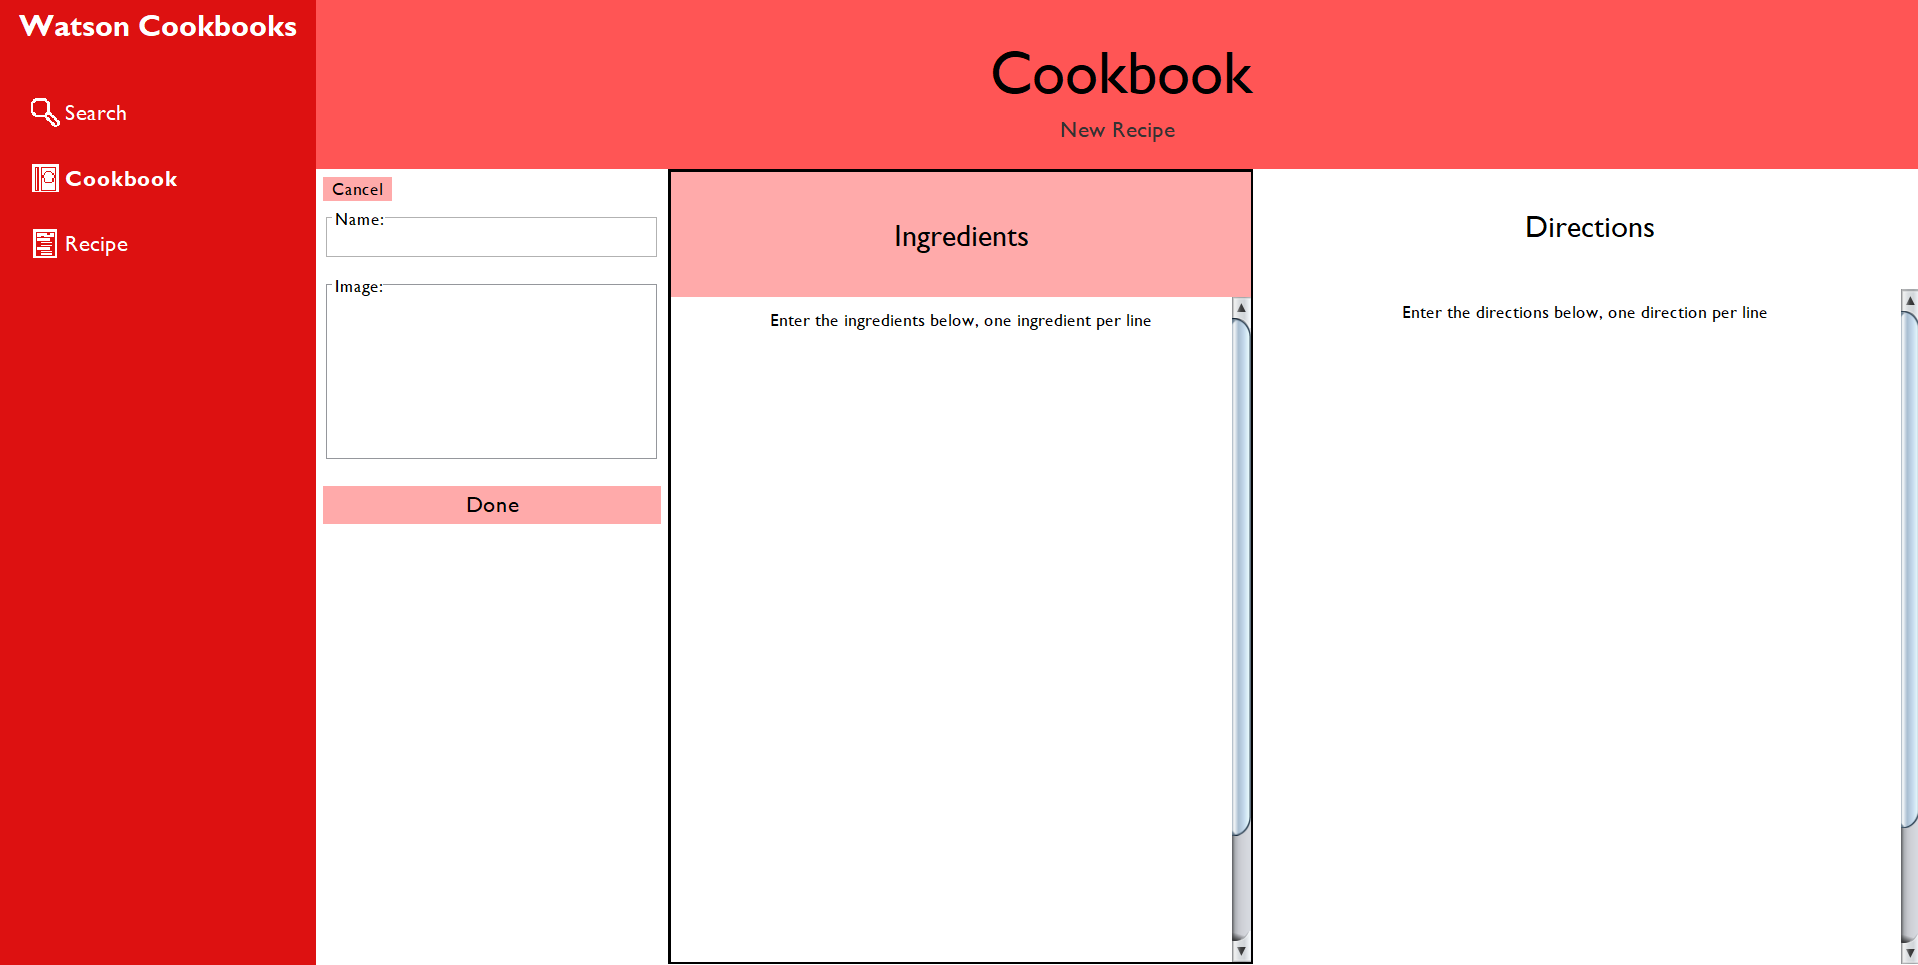 Watson Cookbooks
Search
Cookbook
Recipe
Cookbook
New Recipe
Cancel
Name:
Image:
Done
Ingredients
Enter the ingredients below, one ingredient per line
Directions
Enter the directions below, one direction per line